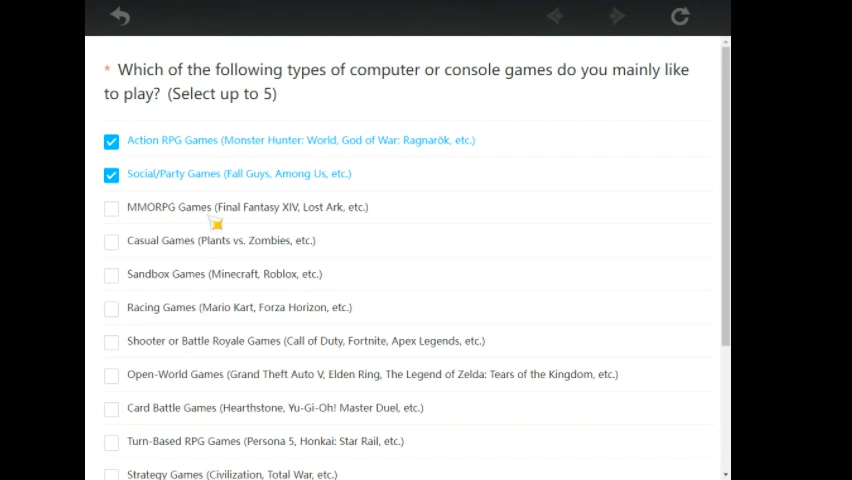 * Which of the following types of computer or console games do you mainly like
to play? (Select up to 5)
Action RPG Games (Monster Hunter: World, God of War: Ragnarök, etc.)
Social/Party Games (Fall Guys, Among Us, etc.)
MMORPG Games (Final Fantasy XIV, Lost Ark, etc.)
Casual Games (Plants vs. Zombies, etc.)
Sandbox Games (Minecraft, Roblox, etc.)
Racing Games (Mario Kart, Forza Horizon, etc.)
Shooter or Battle Royale Games (Call of Duty, Fortnite, Apex Legends, etc.)
Open-World Games (Grand Theft Auto V, Elden Ring, The Legend of Zelda: Tears of the Kingdom, etc.)
Card Battle Games (Hearthstone, Yu-Gi-Oh! Master Duel, etc.)
Turn-Based RPG Games (Persona 5, Honkai: Star Rail, etc.)
Strategy Games (Civilization, Total War, etc.)